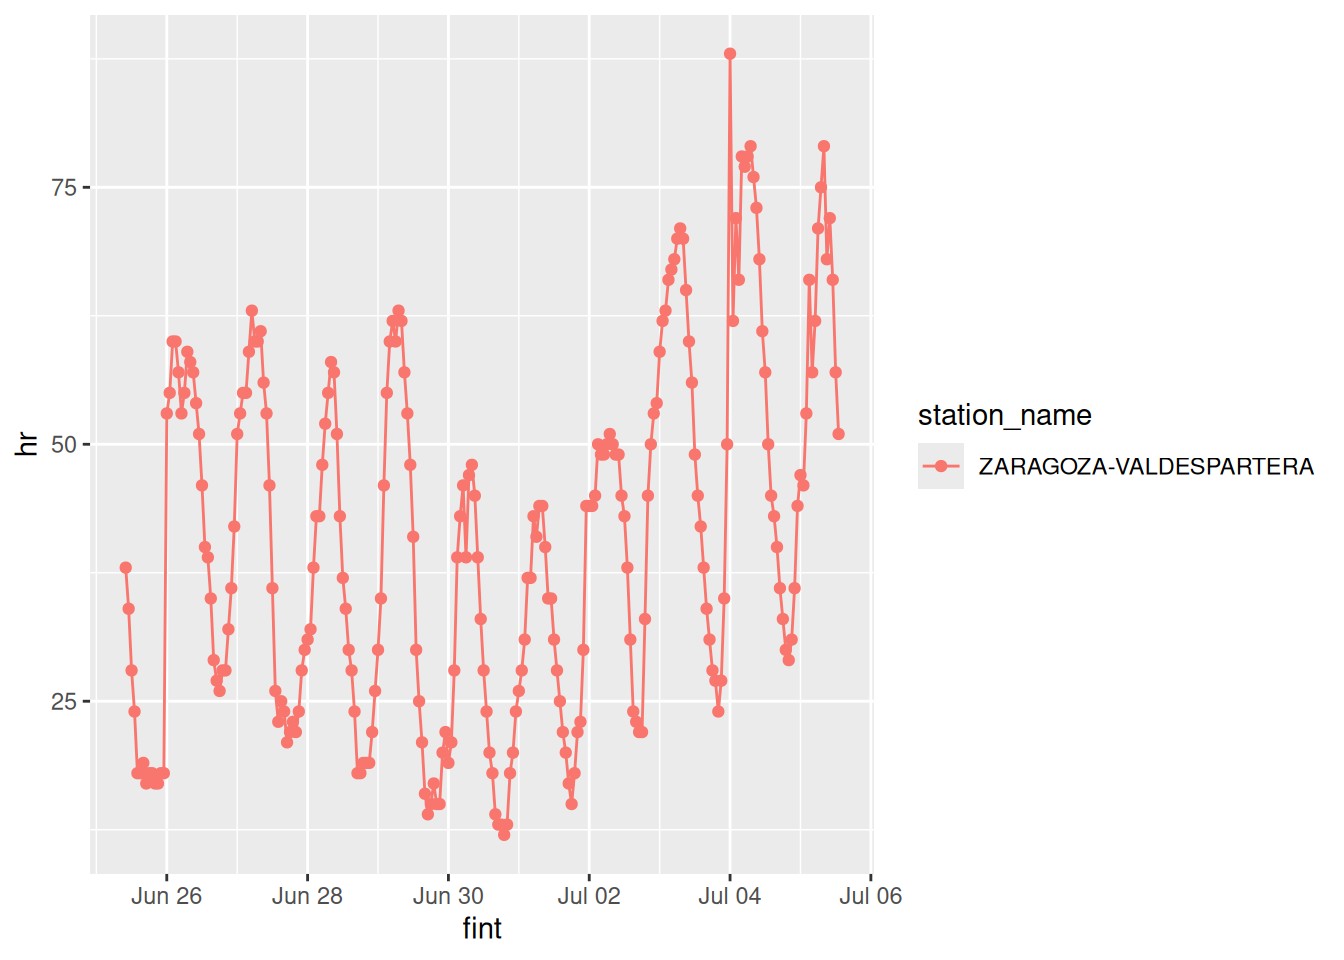 hr
75
50
25
Jun 26
Jun 28
Jun 30
Jul 02
Jul 04
Jul 06
fint
station_name
ZARAGOZA-VALDESPARTERA